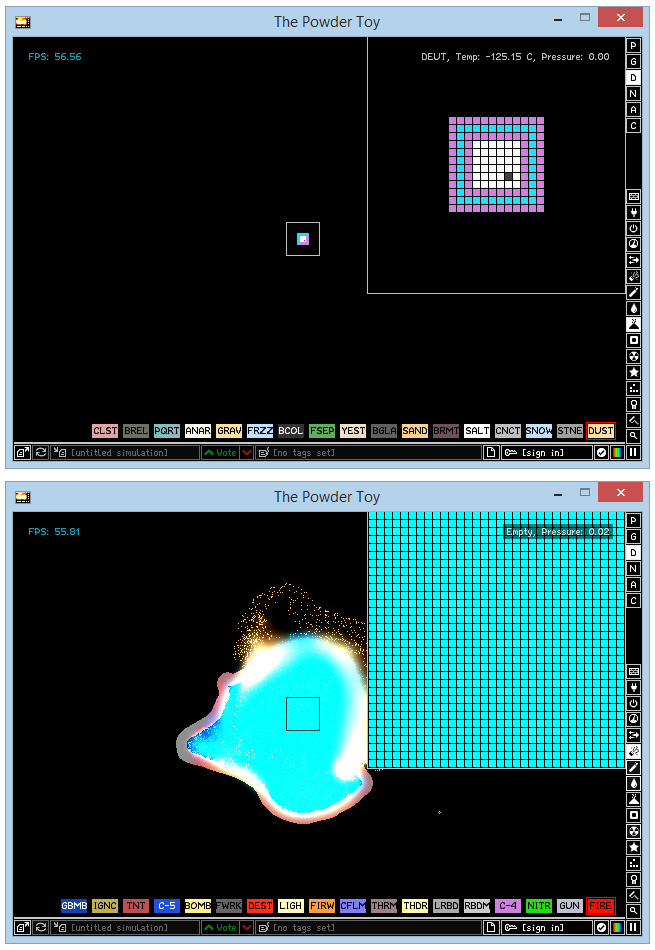 The Powder Toy
FPS: 56.56
DEUT, Temp: -125.15 C, Pressure: 0.00
P
G
D
N
A
C
CLST BREL PQRT ANAR GRAV FRZZ BCOL FSEP YEST BGLA SAND BRMT SALT CNCT SNOW STNE DUST
[untitled simulation] Vote [no tags set] [sign in]
The Powder Toy
FPS: 55.81
Empty, Pressure: 0.02
P
G
D
N
A
C
GBMB IGNC TNT C-5 BOMB FWRK DEST LIGH FIRW CFLM THRM THDR LRBD RBDM C-4 NITR GUN FIRE
[untitled simulation] Vote [no tags set] [sign in]